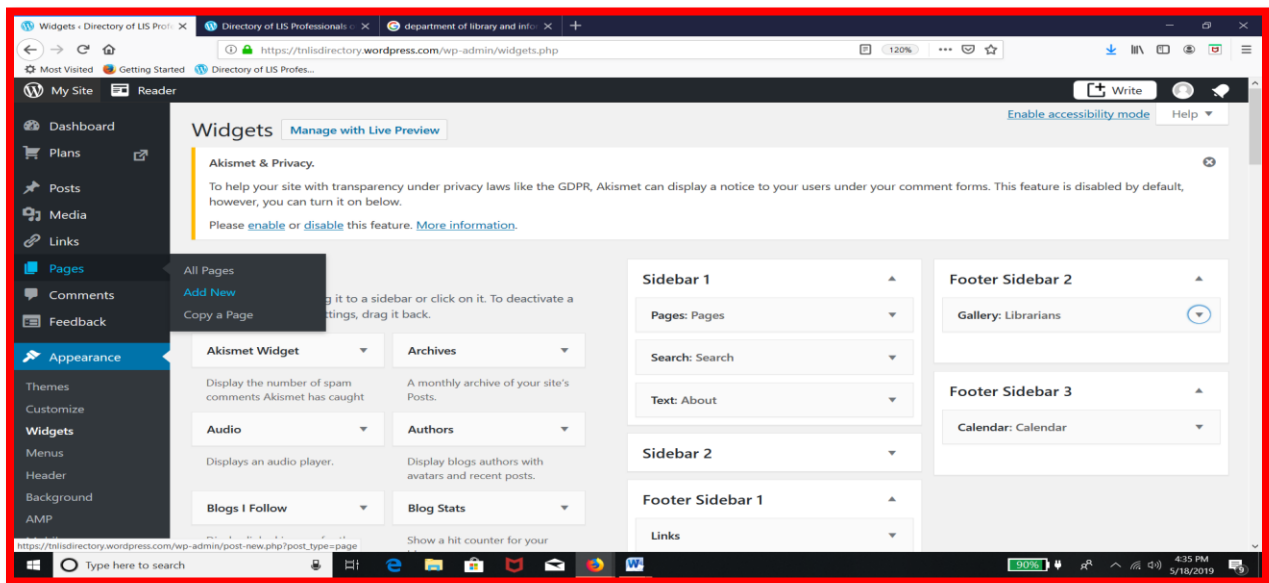 Widgets ‹ Directory of LIS Profe
Directory of LIS Professionals o
department of library and infor
https://tnlisdirectory.wordpress.com/wp-admin/widgets.php
120%
Most Visited
Getting Started
Directory of LIS Profes...
My Site
Reader
Write
Dashboard
Plans
Posts
Media
Links
Pages
Comments
Feedback
Appearance
Themes
Customize
Widgets
Menus
Header
Background
AMP
All Pages
Add New
Copy a Page
Widgets
Manage with Live Preview
Enable accessibility mode
Help
Akismet & Privacy.
To help your site with transparency under privacy laws like the GDPR, Akismet can display a notice to your users under your comment forms. This feature is disabled by default,
however, you can turn it on below.
Please enable or disable this feature. More information.
g it to a sidebar or click on it. To deactivate a
ttings, drag it back.
Akismet Widget
Display the number of spam
comments Akismet has caught
Archives
A monthly archive of your site's
Posts.
Audio
Displays an audio player.
Authors
Display blogs authors with
avatars and recent posts.
Blogs I Follow
Blog Stats
Show a hit counter for your
Sidebar 1
Pages: Pages
Search: Search
Text: About
Sidebar 2
Footer Sidebar 1
Links
Footer Sidebar 2
Gallery: Librarians
Footer Sidebar 3
Calendar: Calendar
https://tnlisdirectory.wordpress.com/wp-admin/post-new.php?post_type=page
Type here to search
90%
4:35 PM
5/18/2019
9